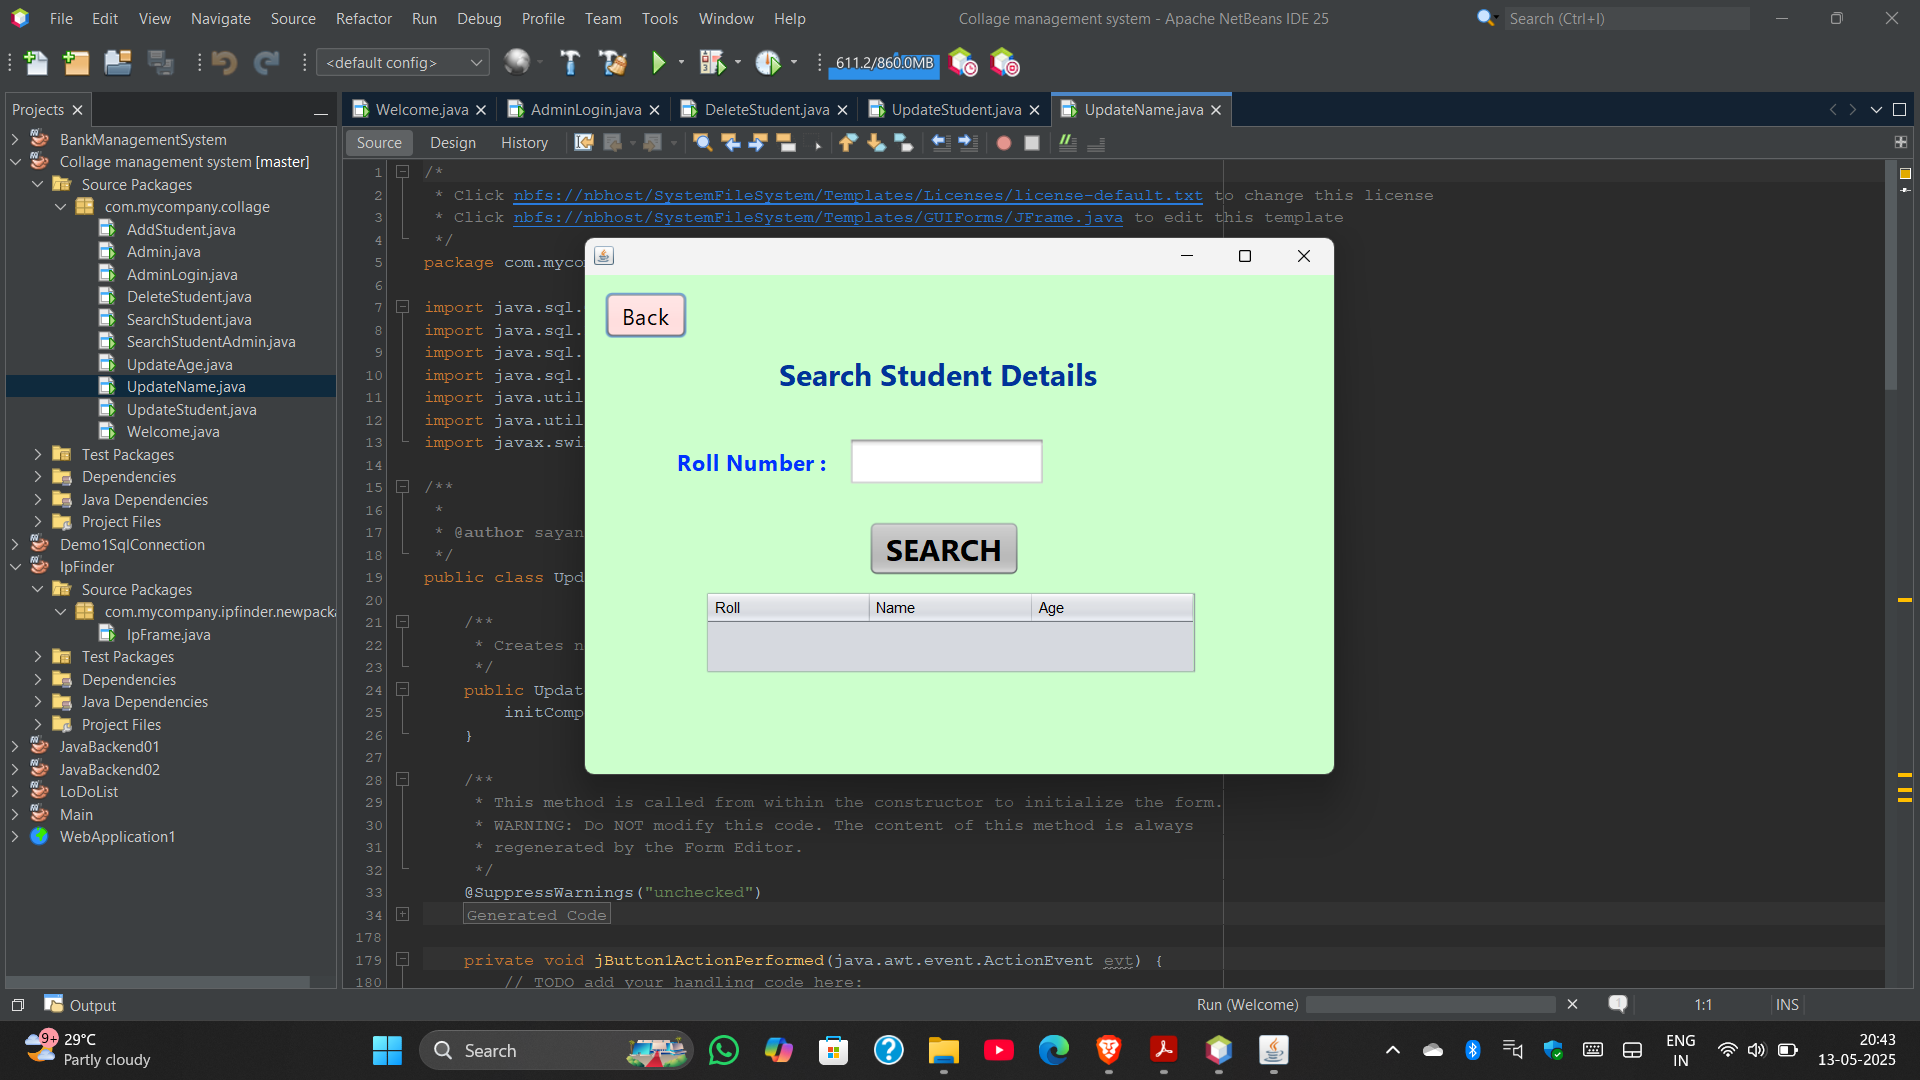 File Edit View Navigate Source Refactor Run Debug Profile Team Tools Window Help
Collage management system - Apache NetBeans IDE 25
Search (Ctrl+I)
<default config>
611.2/860.0MB
Projects
Welcome.java
AdminLogin.java
DeleteStudent.java
UpdateStudent.java
UpdateName.java
Source Design History
BankManagementSystem
Collage management system [master]
Source Packages
com.mycompany.collage
AddStudent.java
Admin.java
AdminLogin.java
DeleteStudent.java
SearchStudent.java
SearchStudentAdmin.java
UpdateAge.java
UpdateName.java
UpdateStudent.java
Welcome.java
Test Packages
Dependencies
Java Dependencies
Project Files
Demo1SqlConnection
IpFinder
Source Packages
com.mycompany.ipfinder.newpacka
IpFrame.java
Test Packages
Dependencies
Java Dependencies
Project Files
JavaBackend01
JavaBackend02
LoDoList
Main
WebApplication1
1 /*
2 * Click nbfs://nbhost/SystemFileSystem/Templates/Licenses/license-default.txt to change this license
3 * Click nbfs://nbhost/SystemFileSystem/Templates/GUIForms/JFrame.java to edit this template
4 */
5 package com.myco
6
7 import java.sql.
8 import java.sql.
9 import java.sql.
10 import java.sql.
11 import java.util
12 import java.util
13 import javax.swi
14
15 /**
16 *
17 * @author sayan
18 */
19 public class Upd
20
21 /**
22 * Creates n
23 */
24 public Updat
25 initComp
26 }
27
28 /**
29 * This method is called from within the constructor to initialize the form.
30 * WARNING: Do NOT modify this code. The content of this method is always
31 * regenerated by the Form Editor.
32 */
33 @SuppressWarnings("unchecked")
34 Generated Code
178
179 private void jButton1ActionPerformed(java.awt.event.ActionEvent evt) {
180 // TODO add your handling code here:
Back
Search Student Details
Roll Number :
SEARCH
Roll Name Age
Output
Run (Welcome)
1
1:1
INS
9+
29°C
Partly cloudy
Search
ENG
IN
20:43
13-05-2025